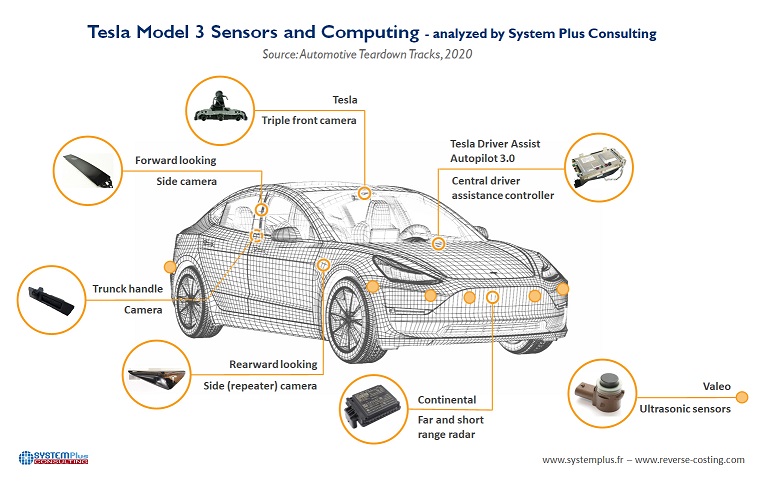 Tesla Model 3 Sensors and Computing - analyzed by System Plus Consulting
Source: Automotive Teardown Tracks, 2020
Tesla
Triple front camera
Tesla Driver Assist
Autopilot 3.0
Central driver
assistance controller
Forward looking
Side camera
Trunck handle
Camera
Rearward looking
Side (repeater) camera
Continental
Far and short
range radar
Valeo
Ultrasonic sensors
SYSTEMPlus
CONSULTING
www.systemplus.fr – www.reverse-costing.com